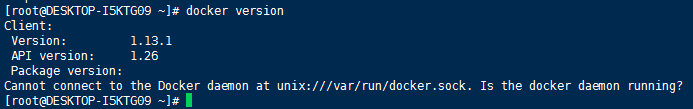 [root@DESKTOP-I5KTG09 ~]# docker version
Client:
 Version:         1.13.1
 API version:     1.26
 Package version:
Cannot connect to the Docker daemon at unix:///var/run/docker.sock. Is the docker daemon running?
[root@DESKTOP-I5KTG09 ~]#